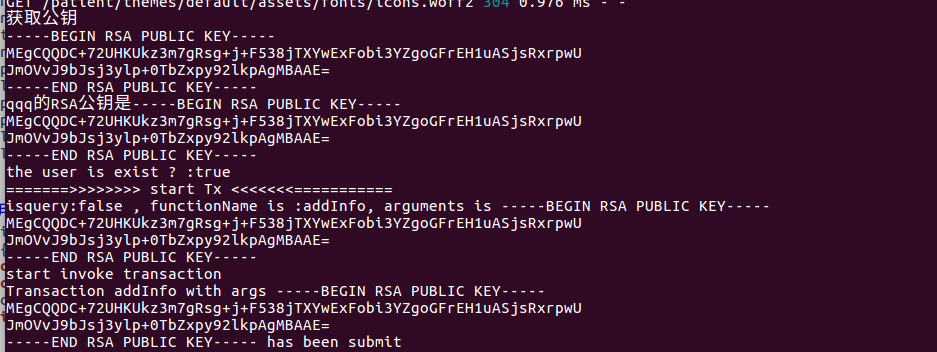 GET /patient/themes/default/assets/fonts/icons.woff2 304 0.976 ms - -
获取公钥
-----BEGIN RSA PUBLIC KEY-----
MEgCQQDC+72UHKUkz3m7gRsg+j+F538jTXYwExFobi3YZgoGFrEH1uASjsRxrpwU
JmOVvJ9bJsj3ylp+0TbZxpy92lkpAgMBAAE=
-----END RSA PUBLIC KEY-----
qqq的RSA公钥是-----BEGIN RSA PUBLIC KEY-----
MEgCQQDC+72UHKUkz3m7gRsg+j+F538jTXYwExFobi3YZgoGFrEH1uASjsRxrpwU
JmOVvJ9bJsj3ylp+0TbZxpy92lkpAgMBAAE=
-----END RSA PUBLIC KEY-----
the user is exist ? :true
=======>>>>>>>> start Tx <<<<<<<===========
isquery:false , functionName is :addInfo, arguments is -----BEGIN RSA PUBLIC KEY-----
MEgCQQDC+72UHKUkz3m7gRsg+j+F538jTXYwExFobi3YZgoGFrEH1uASjsRxrpwU
JmOVvJ9bJsj3ylp+0TbZxpy92lkpAgMBAAE=
-----END RSA PUBLIC KEY-----
start invoke transaction
Transaction addInfo with args -----BEGIN RSA PUBLIC KEY-----
MEgCQQDC+72UHKUkz3m7gRsg+j+F538jTXYwExFobi3YZgoGFrEH1uASjsRxrpwU
JmOVvJ9bJsj3ylp+0TbZxpy92lkpAgMBAAE=
-----END RSA PUBLIC KEY----- has been submit